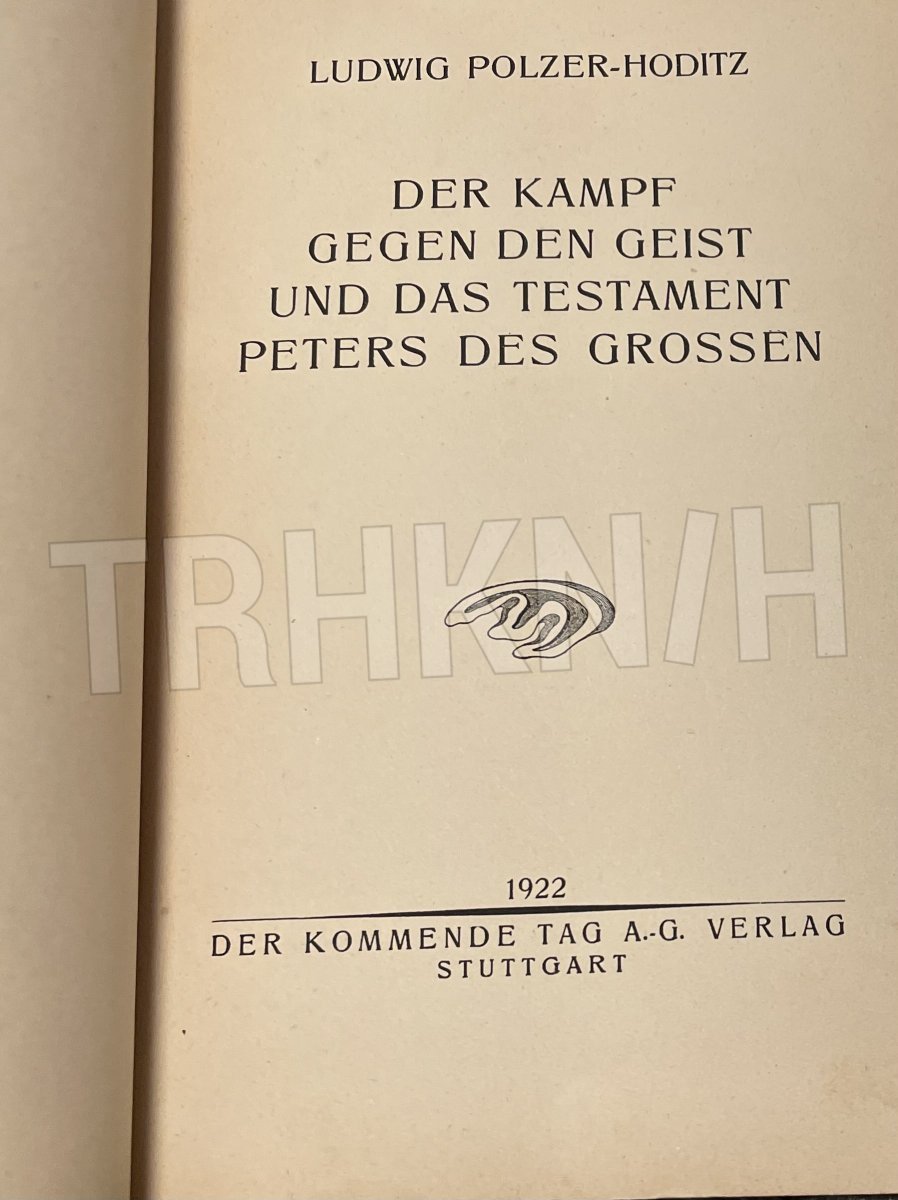 LUDWIG POLZER-HODITZ
DER KAMPF
GEGEN DEN GEIST
UND DAS TESTAMENT
PETERS DES GROSSEN
TRHKN/H
1922
DER KOMMENDE TAG A.-G. VERLAG
STUTTGART